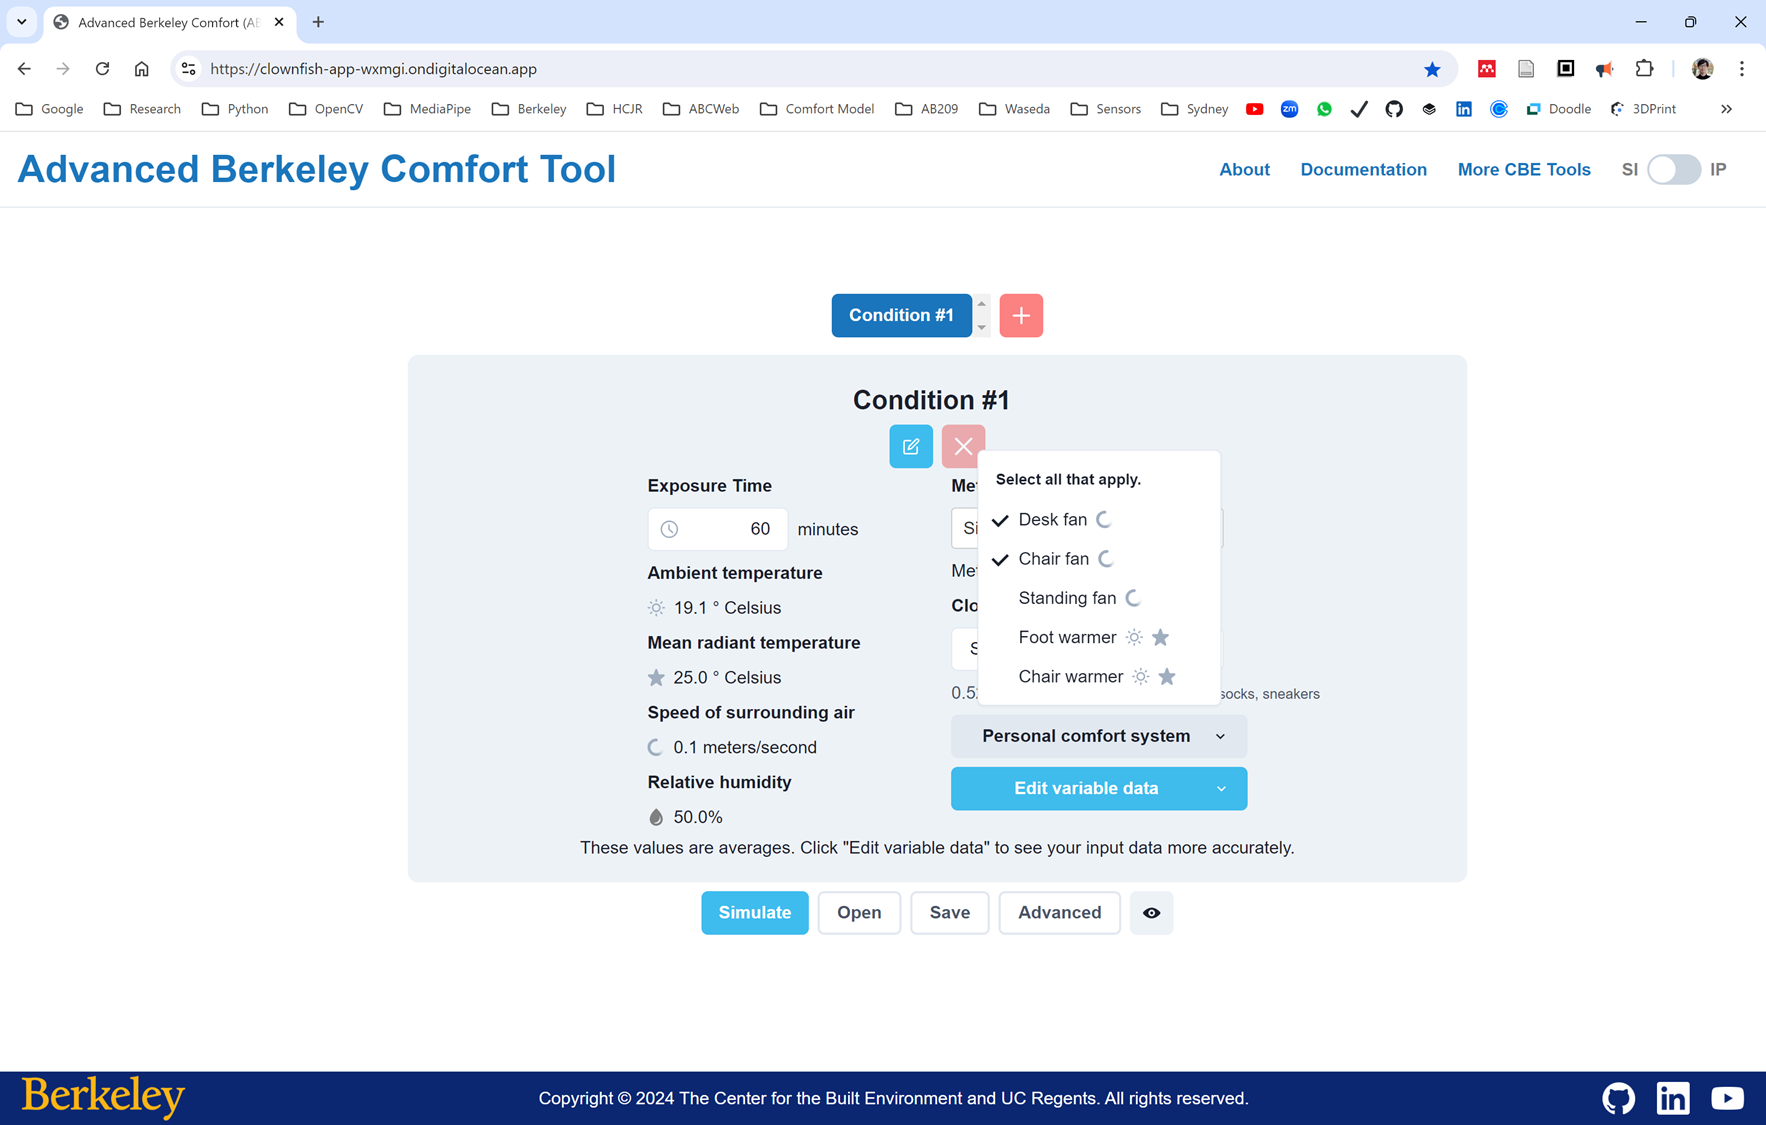 Advanced Berkeley Comfort (AB
https://clownfish-app-wxmgi.ondigitalocean.app
Google Research Python OpenCV MediaPipe Berkeley HCJR ABCWeb Comfort Model AB209 Waseda Sensors Sydney zm Doodle 3DPrint
Advanced Berkeley Comfort Tool
About Documentation More CBE Tools SI IP
Condition #1
Condition #1
Exposure Time
60 minutes
Ambient temperature
19.1 ° Celsius
Mean radiant temperature
25.0 ° Celsius
Speed of surrounding air
0.1 meters/second
Relative humidity
50.0%
Me
Si
Me
Clo
S
0.5
socks, sneakers
Select all that apply.
Desk fan
Chair fan
Standing fan
Foot warmer
Chair warmer
Personal comfort system
Edit variable data
These values are averages. Click "Edit variable data" to see your input data more accurately.
Simulate Open Save Advanced
Berkeley
Copyright © 2024 The Center for the Built Environment and UC Regents. All rights reserved.
in